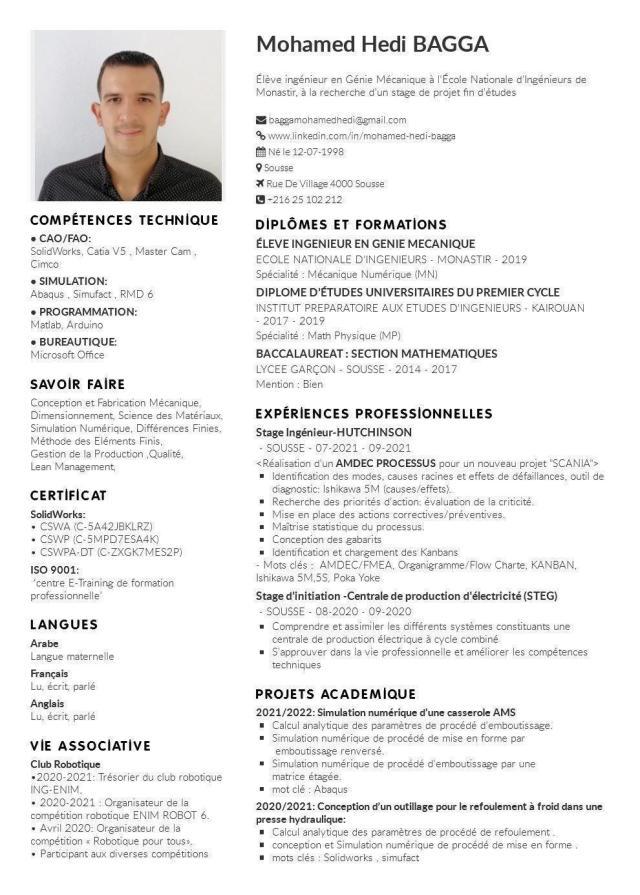 Mohamed Hedi BAGGA
Élève ingénieur en Génie Mécanique à l'École Nationale d'Ingénieurs de
Monastir, à la recherche d'un stage de projet fin d'études
baggamohamedhedi@gmail.com
www.linkedin.com/in/mohamed-hedi-bagga
Né le 12-07-1998
Sousse
Rue De Village 4000 Sousse
+216 25 102 212
COMPÉTENCES TECHNIQUE
• CAO/FAO:
SolidWorks, Catia V5 , Master Cam ,
Cimco
• SIMULATION:
Abaqus , Simufact , RMD 6
• PROGRAMMATION:
Matlab, Arduino
• BUREAUTIQUE:
Microsoft Office
SAVOIR FAIRE
Conception et Fabrication Mécanique,
Dimensionnement, Science des Matériaux,
Simulation Numérique, Différences Finies,
Méthode des Eléments Finis,
Gestion de la Production ,Qualité,
Lean Management,
CERTIFICAT
SolidWorks:
• CSWA (C-5A42JBKLRZ)
• CSWP (C-5MPD7ESA4K)
• CSWPA-DT (C-ZXGK7MES2P)
ISO 9001:
"centre E-Training de formation
professionnelle"
LANGUES
Arabe
Langue maternelle
Français
Lu, écrit, parlé
Anglais
Lu, écrit, parlé
VIE ASSOCIATIVE
Club Robotique
•2020-2021: Trésorier du club robotique
ING-ENIM.
• 2020-2021 : Organisateur de la
compétition robotique ENIM ROBOT 6.
• Avril 2020: Organisateur de la
compétition « Robotique pour tous».
• Participant aux diverses compétitions
DIPLÔMES ET FORMATIONS
ÉLEVE INGENIEUR EN GENIE MECANIQUE
ECOLE NATIONALE D'INGENIEURS - MONASTIR - 2019
Spécialité : Mécanique Numérique (MN)
DIPLOME D'ÉTUDES UNIVERSITAIRES DU PREMIER CYCLE
INSTITUT PREPARATOIRE AUX ETUDES D'INGENIEURS - KAIROUAN
- 2017 - 2019
Spécialité : Math Physique (MP)
BACCALAUREAT : SECTION MATHEMATIQUES
LYCEE GARÇON - SOUSSE - 2014 - 2017
Mention : Bien
EXPÉRIENCES PROFESSIONNELLES
Stage Ingénieur-HUTCHINSON
- SOUSSE - 07-2021 - 09-2021
<Réalisation d'un AMDEC PROCESSUS pour un nouveau projet "SCANIA">
▪ Identification des modes, causes racines et effets de défaillances, outil de
diagnostic: Ishikawa 5M (causes/effets).
▪ Recherche des priorités d'action: évaluation de la criticité.
▪ Mise en place des actions correctives/préventives.
▪ Maîtrise statistique du processus.
▪ Conception des gabarits
▪ Identification et chargement des Kanbans
- Mots clés : AMDEC/FMEA, Organigramme/Flow Charte, KANBAN,
Ishikawa 5M,5S, Poka Yoke
Stage d'initiation -Centrale de production d'électricité (STEG)
- SOUSSE - 08-2020 - 09-2020
▪ Comprendre et assimiler les différents systèmes constituants une
centrale de production électrique à cycle combiné
▪ S'approuver dans la vie professionnelle et améliorer les compétences
techniques
PROJETS ACADEMIQUE
2021/2022: Simulation numérique d'une casserole AMS
▪ Calcul analytique des paramètres de procédé d'emboutissage.
▪ Simulation numérique de procédé de mise en forme par
emboutissage renversé.
▪ Simulation numérique de procédé d'emboutissage par une
matrice étagée.
▪ mot clé : Abaqus
2020/2021: Conception d'un outillage pour le refoulement à froid dans une
presse hydraulique:
▪ Calcul analytique des paramètres de procédé de refoulement .
▪ conception et Simulation numérique de procédé de mise en forme .
▪ mots clés : Solidworks , simufact